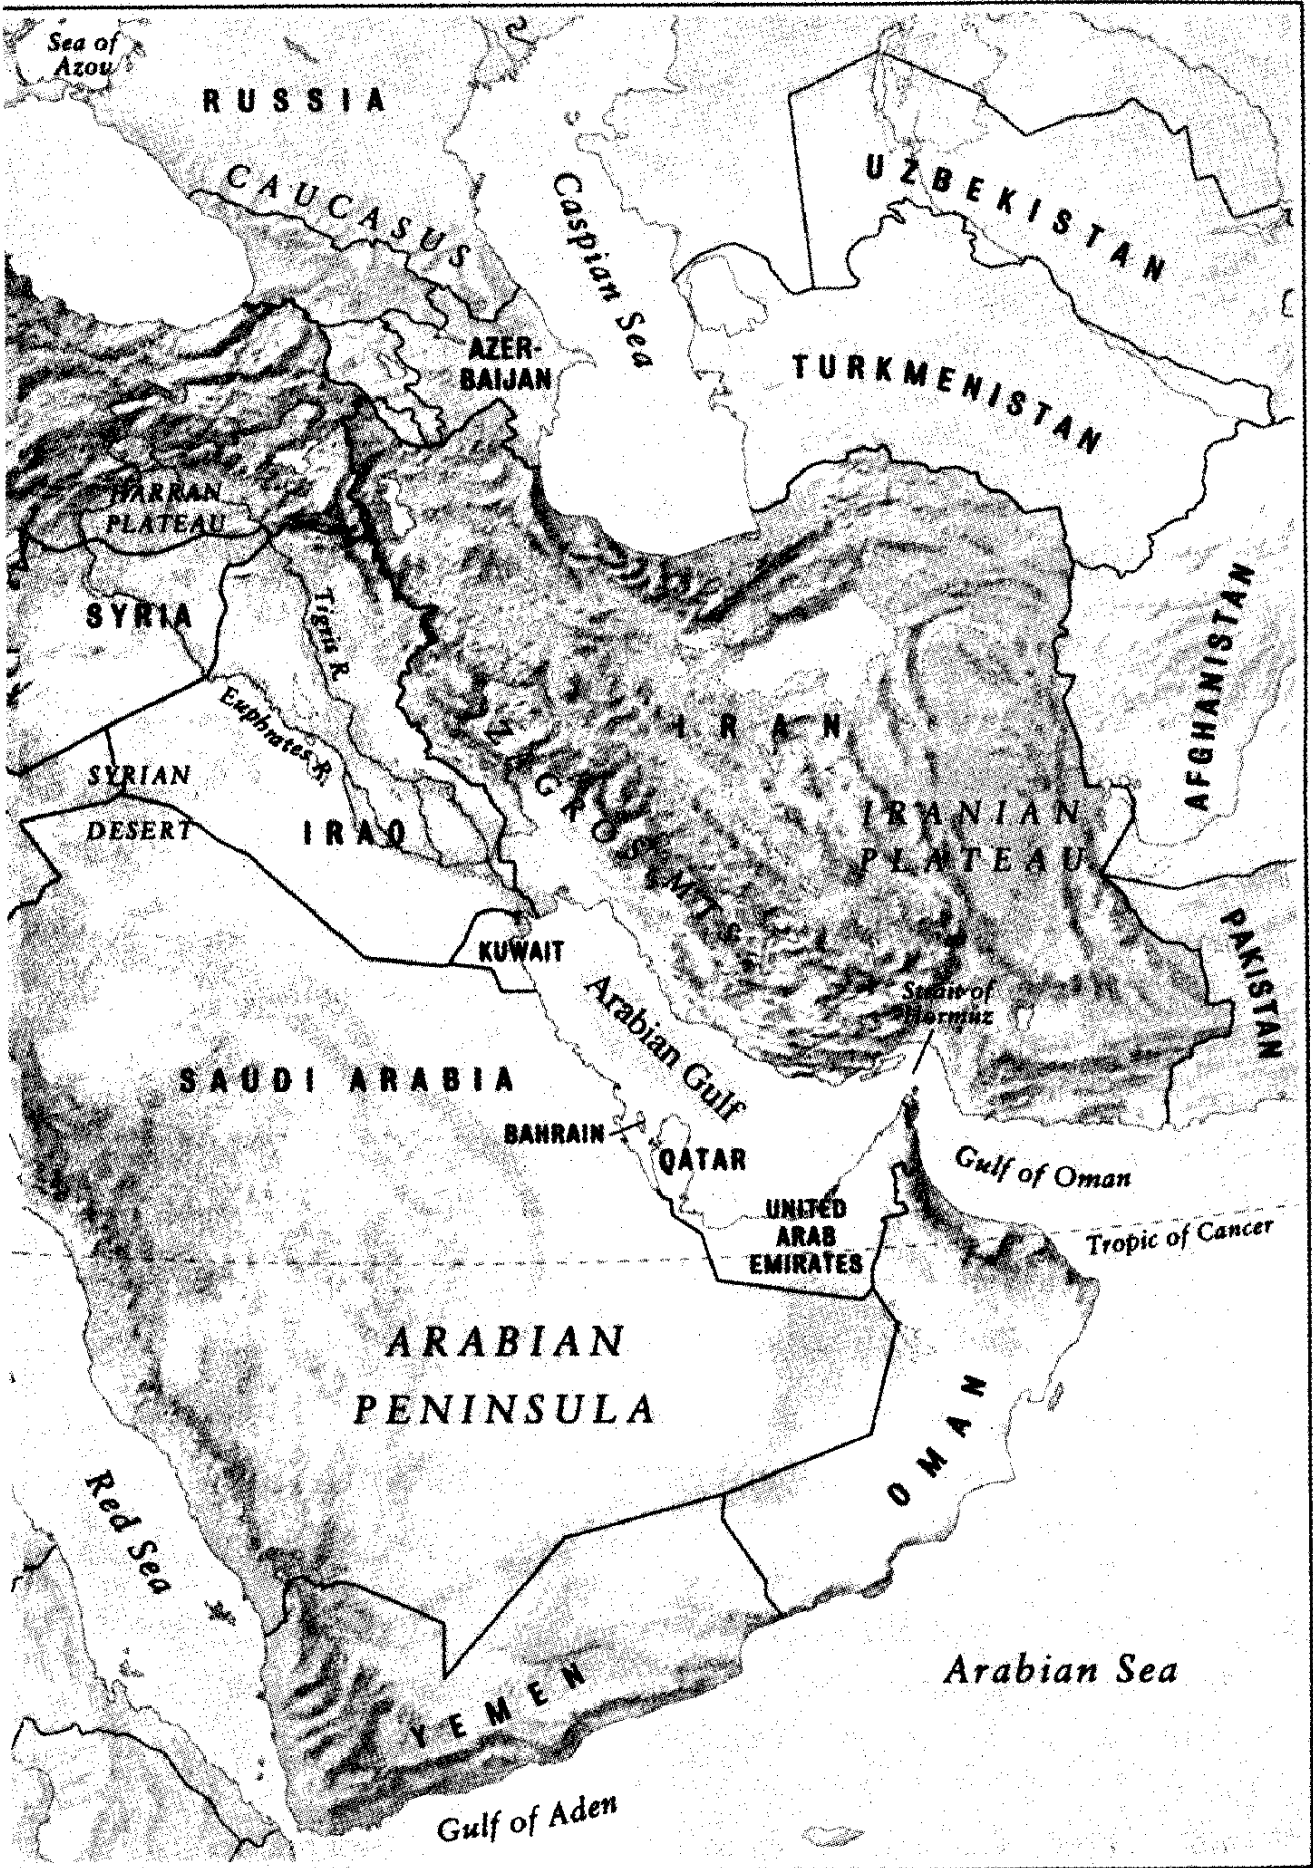 Sea of
Azov
RUSSIA
CAUCASUS
Caspian Sea
UZBEKISTAN
AZER-
BAIJAN
TURKMENISTAN
HARRAN
PLATEAU
SYRIA
Tigris R.
Euphrates R.
AFGHANISTAN
ZAGROS MTS
IRAN
SYRIAN
DESERT
IRAQ
IRANIAN
PLATEAU
KUWAIT
PAKISTAN
Arabian Gulf
Strait of
Hormuz
SAUDI ARABIA
BAHRAIN
QATAR
Gulf of Oman
UNITED
ARAB
EMIRATES
Tropic of Cancer
ARABIAN
PENINSULA
OMAN
Red Sea
Arabian Sea
YEMEN
Gulf of Aden